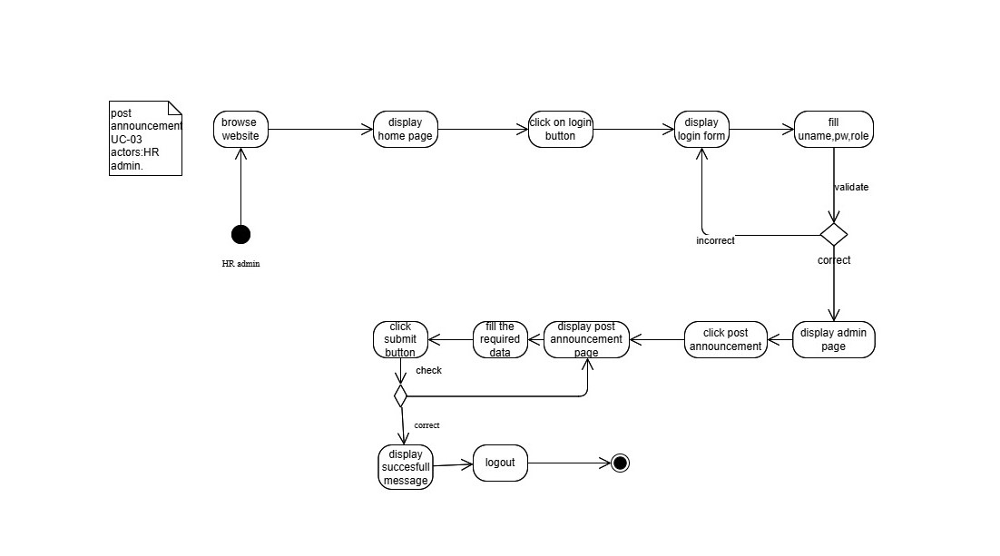 post
announcement
UC-03
actors:HR
admin.
browse
website
display
home page
click on login
button
display
login form
fill
uname,pw,role
validate
HR admin
incorrect
correct
click
submit
button
fill the
required
data
display post
announcement
page
click post
announcement
display admin
page
check
correct
display
succesfull
message
logout